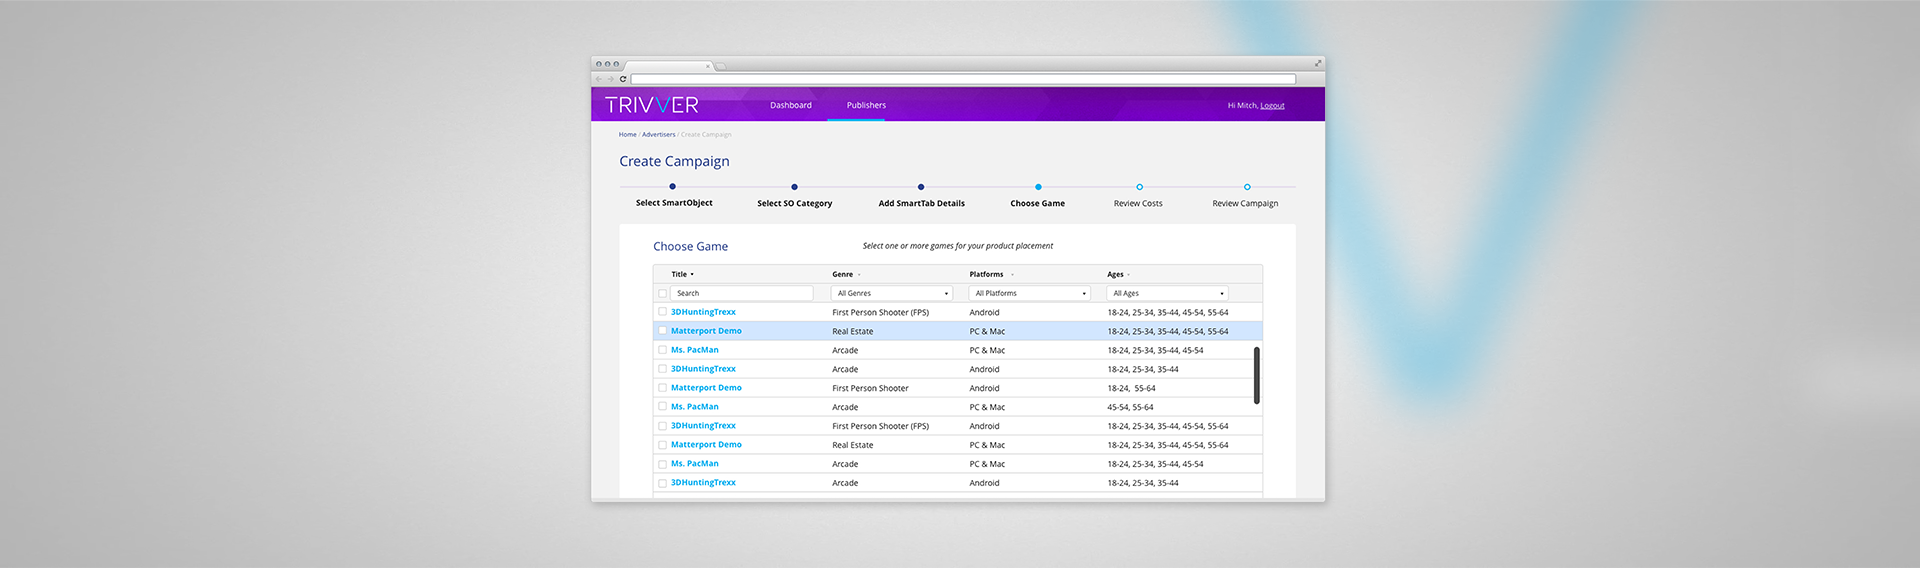 TRIVVER Dashboard Publishers Hi Mitch, Logout
Home / Advertisers / Create Campaign
Create Campaign
Select SmartObject Select SO Category Add SmartTab Details Choose Game Review Costs Review Campaign
Choose Game Select one or more games for your product placement
Title Genre Platforms Ages
Search All Genres All Platforms All Ages
3DHuntingTrexx First Person Shooter (FPS) Android 18-24, 25-34, 35-44, 45-54, 55-64
Matterport Demo Real Estate PC & Mac 18-24, 25-34, 35-44, 45-54, 55-64
Ms. PacMan Arcade PC & Mac 18-24, 25-34, 35-44, 45-54
3DHuntingTrexx Arcade Android 18-24, 25-34, 35-44
Matterport Demo First Person Shooter Android 18-24, 55-64
Ms. PacMan Arcade PC & Mac 45-54, 55-64
3DHuntingTrexx First Person Shooter (FPS) Android 18-24, 25-34, 35-44, 45-54, 55-64
Matterport Demo Real Estate PC & Mac 18-24, 25-34, 35-44, 45-54, 55-64
Ms. PacMan Arcade PC & Mac 18-24, 25-34, 35-44, 45-54
3DHuntingTrexx Arcade Android 18-24, 25-34, 35-44